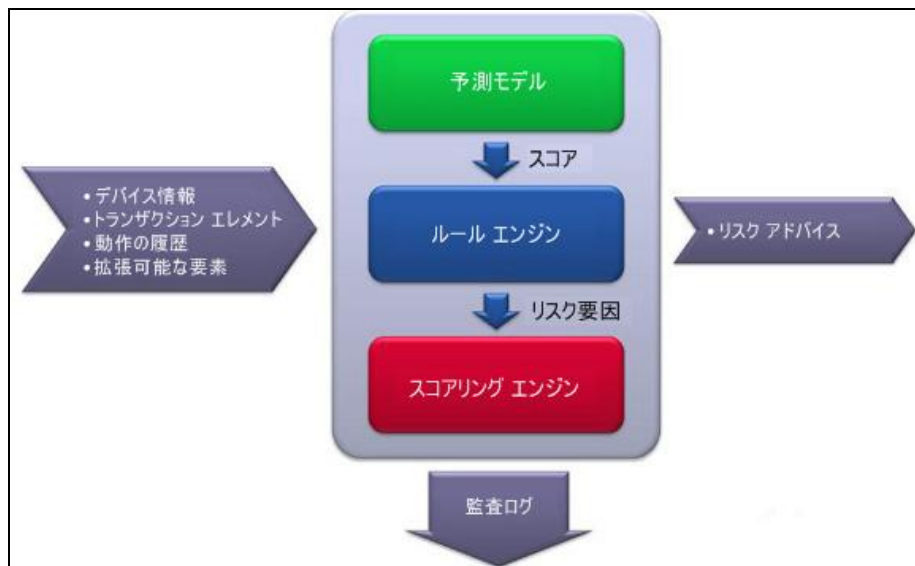 予測モデル
スコア
• デバイス情報
• トランザクション エレメント
• 動作の履歴
• 拡張可能な要素
ルール エンジン
• リスク アドバイス
リスク要因
スコアリング エンジン
監査ログ